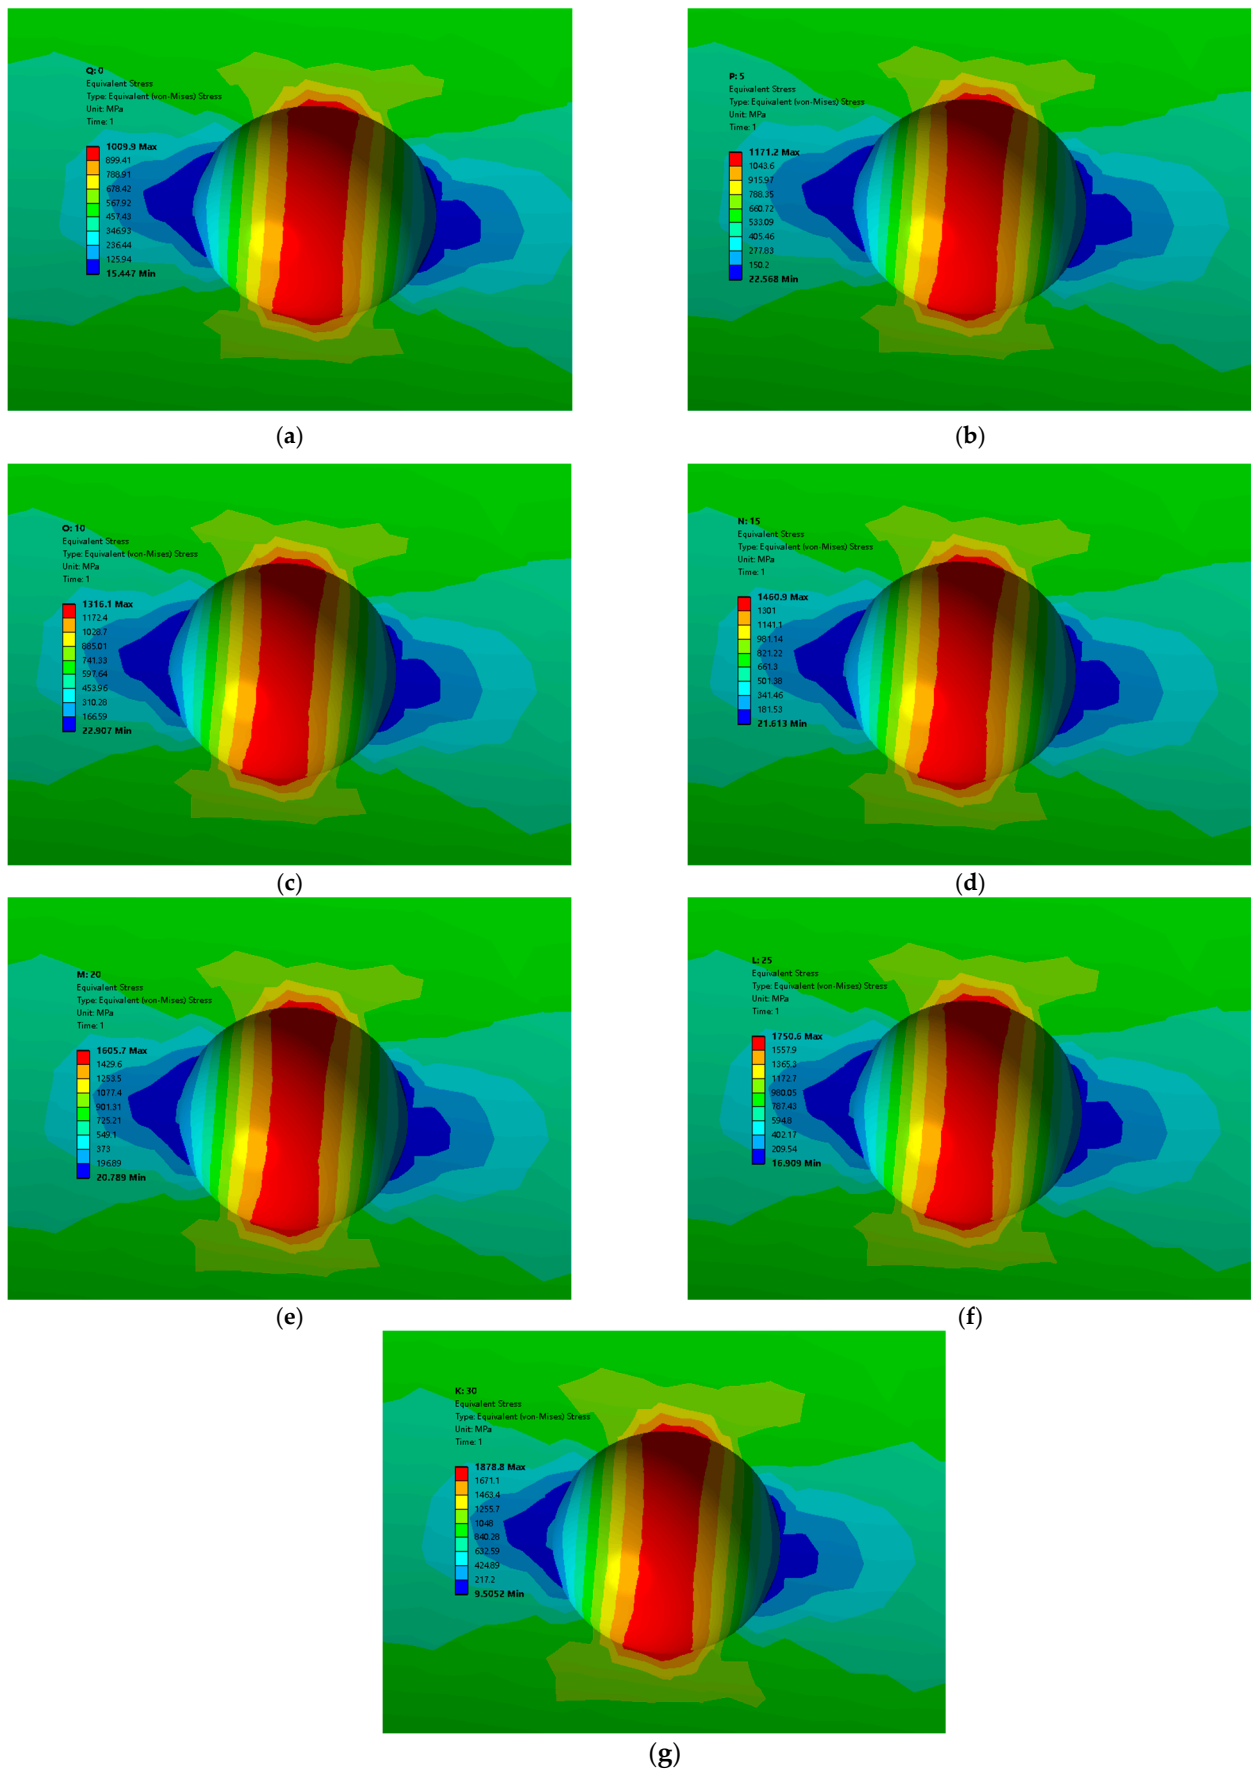 Q: 0
Equivalent Stress
Type: Equivalent (von-Mises) Stress
Unit: MPa
Time: 1
1009.9 Max
899.41
788.91
678.42
567.92
457.43
346.93
236.44
125.94
15.447 Min
(a)
P: 5
Equivalent Stress
Type: Equivalent (von-Mises) Stress
Unit: MPa
Time: 1
1171.2 Max
1043.6
915.97
788.35
660.72
533.09
405.46
277.83
150.2
22.568 Min
(b)
O: 10
Equivalent Stress
Type: Equivalent (von-Mises) Stress
Unit: MPa
Time: 1
1316.1 Max
1172.4
1028.7
885.01
741.33
597.64
453.96
310.28
166.59
22.907 Min
(c)
N: 15
Equivalent Stress
Type: Equivalent (von-Mises) Stress
Unit: MPa
Time: 1
1460.9 Max
1301
1141.1
981.14
821.22
661.3
501.38
341.46
181.53
21.613 Min
(d)
M: 20
Equivalent Stress
Type: Equivalent (von-Mises) Stress
Unit: MPa
Time: 1
1605.7 Max
1429.6
1253.5
1077.4
901.31
725.21
549.1
373
196.89
20.789 Min
(e)
L: 25
Equivalent Stress
Type: Equivalent (von-Mises) Stress
Unit: MPa
Time: 1
1750.6 Max
1557.9
1365.3
1172.7
980.05
787.43
594.8
402.17
209.54
16.909 Min
(f)
K: 30
Equivalent Stress
Type: Equivalent (von-Mises) Stress
Unit: MPa
Time: 1
1878.8 Max
1671.1
1463.4
1255.7
1048
840.28
632.59
424.89
217.2
9.5052 Min
(g)